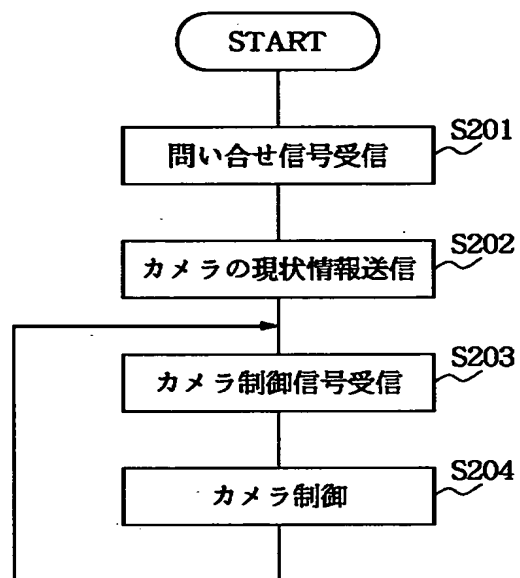 START
問い合せ信号受信
S201
カメラの現状情報送信
S202
カメラ制御信号受信
S203
カメラ制御
S204